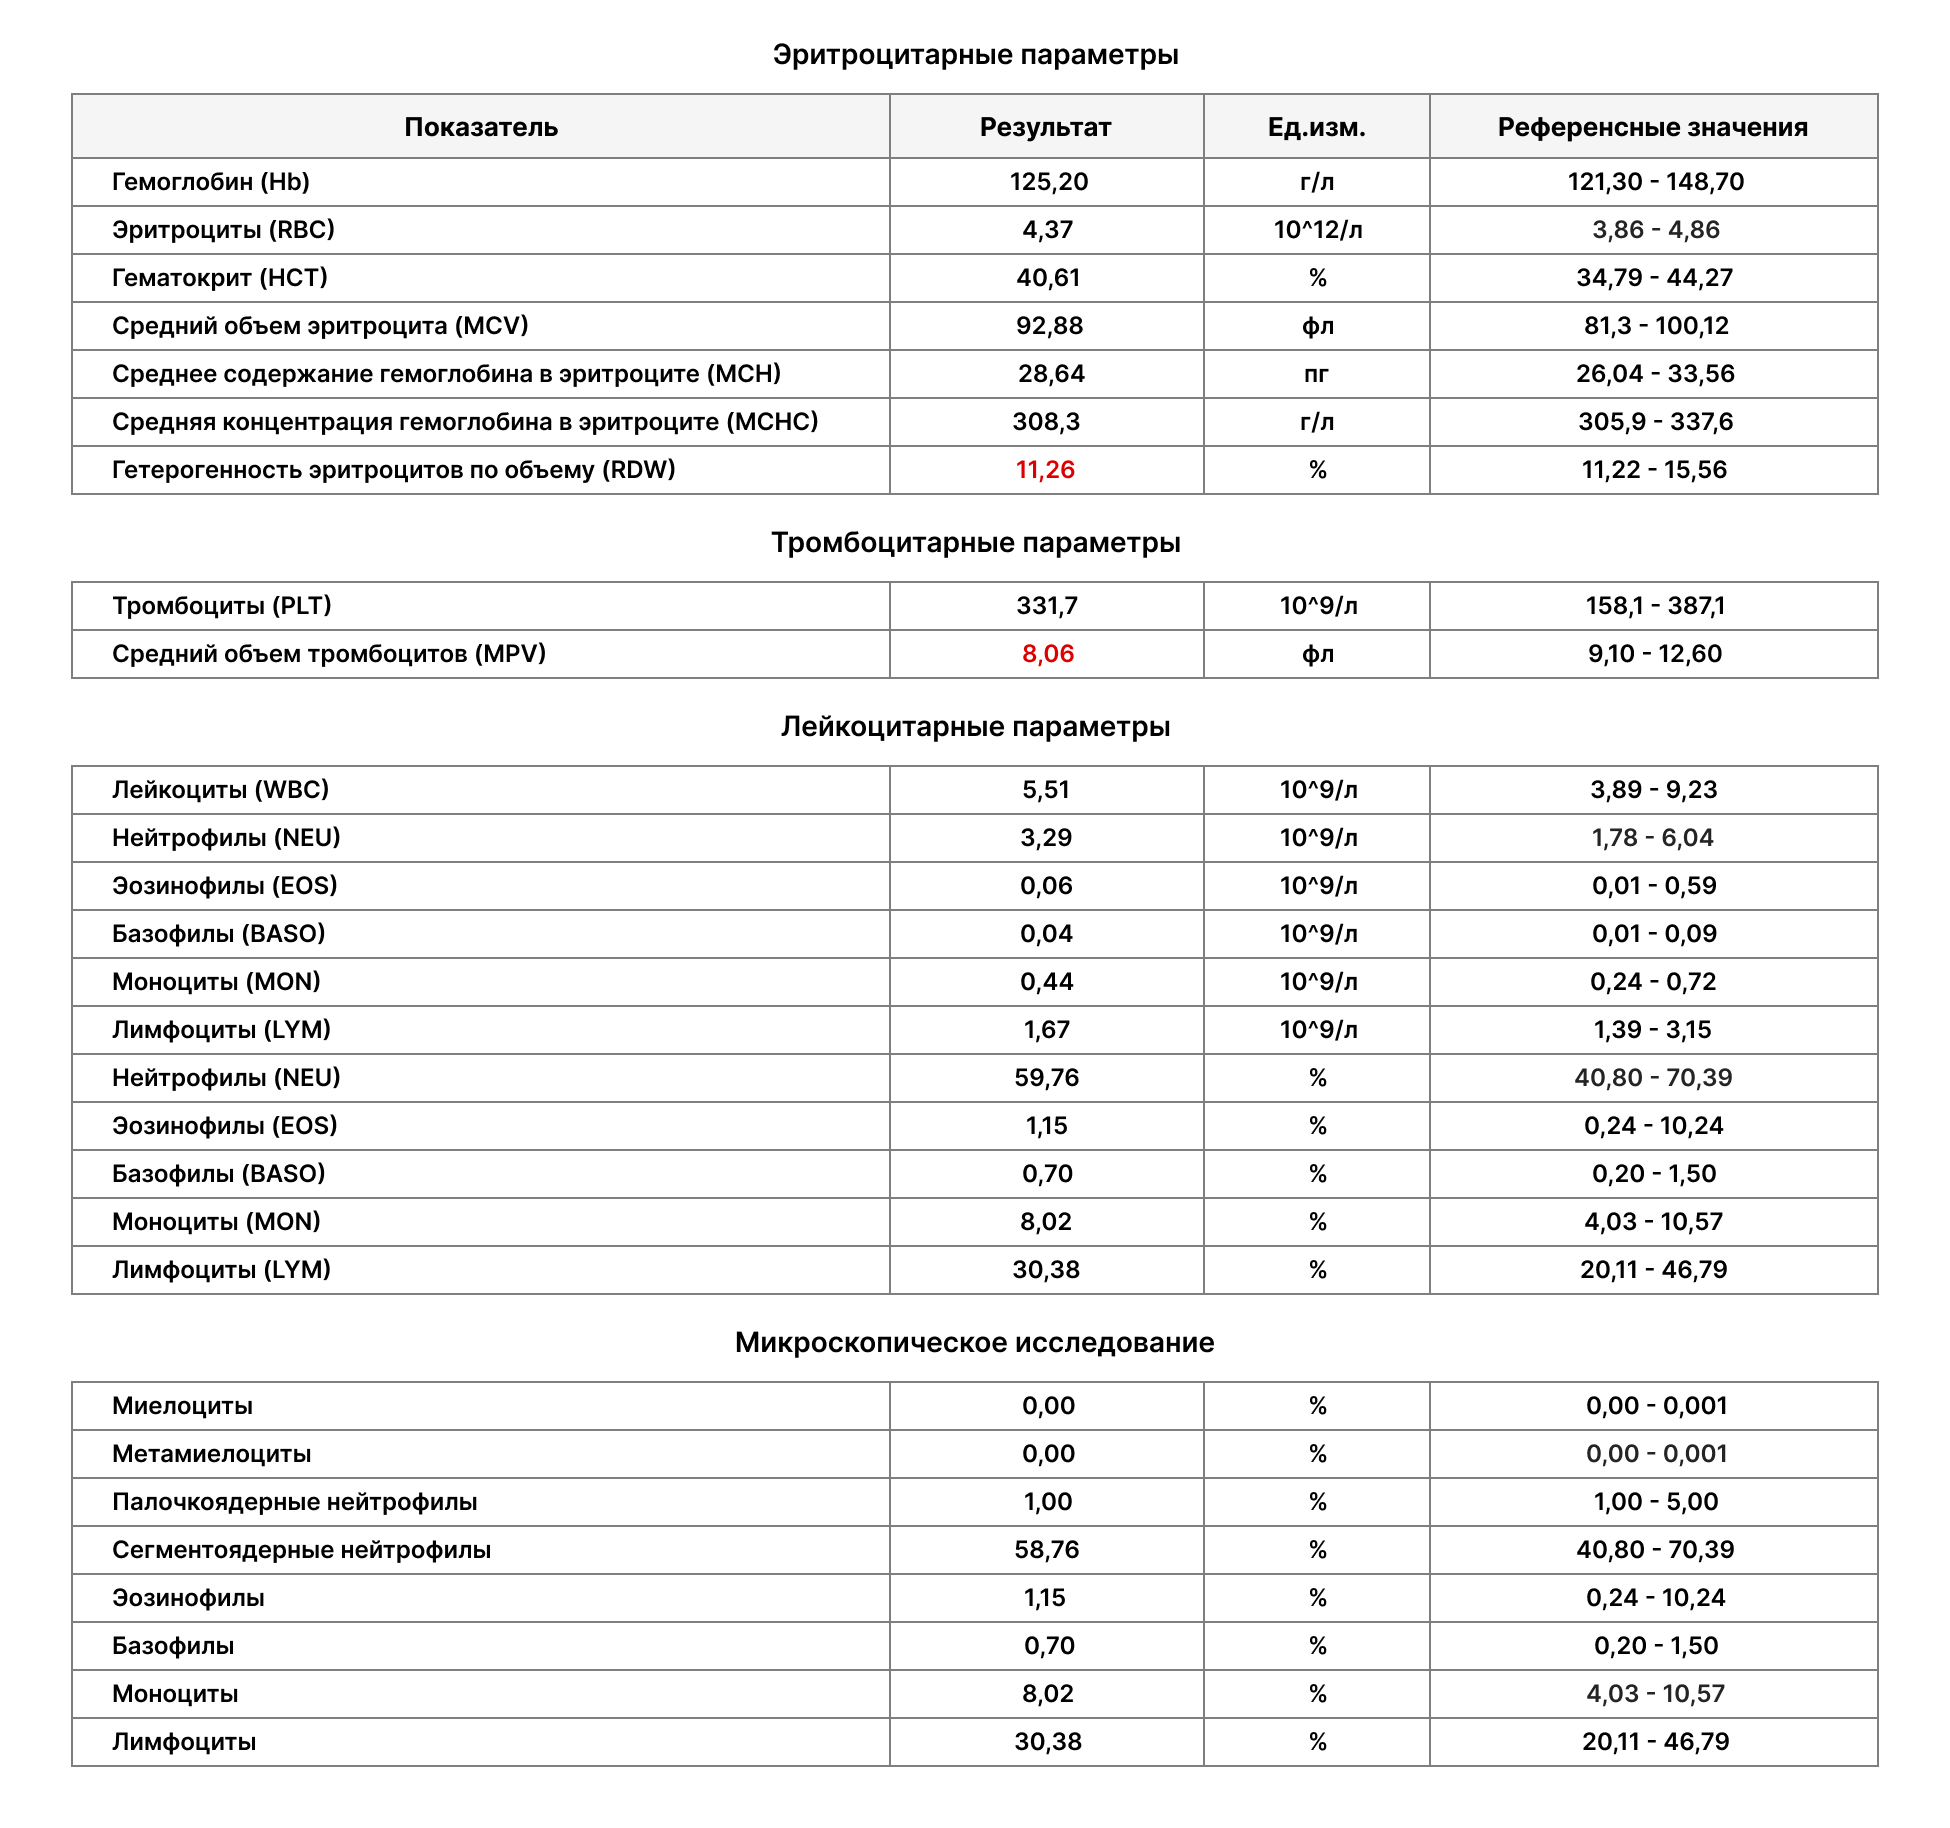 Эритроцитарные параметры
Показатель Результат Ед.изм. Референсные значения
Гемоглобин (Hb) 125,20 г/л 121,30 - 148,70
Эритроциты (RBC) 4,37 10^12/л 3,86 - 4,86
Гематокрит (HCT) 40,61 % 34,79 - 44,27
Средний объем эритроцита (MCV) 92,88 фл 81,3 - 100,12
Среднее содержание гемоглобина в эритроците (MCH) 28,64 пг 26,04 - 33,56
Средняя концентрация гемоглобина в эритроците (MCHC) 308,3 г/л 305,9 - 337,6
Гетерогенность эритроцитов по объему (RDW) 11,26 % 11,22 - 15,56
Тромбоцитарные параметры
Тромбоциты (PLT) 331,7 10^9/л 158,1 - 387,1
Средний объем тромбоцитов (MPV) 8,06 фл 9,10 - 12,60
Лейкоцитарные параметры
Лейкоциты (WBC) 5,51 10^9/л 3,89 - 9,23
Нейтрофилы (NEU) 3,29 10^9/л 1,78 - 6,04
Эозинофилы (EOS) 0,06 10^9/л 0,01 - 0,59
Базофилы (BASO) 0,04 10^9/л 0,01 - 0,09
Моноциты (MON) 0,44 10^9/л 0,24 - 0,72
Лимфоциты (LYM) 1,67 10^9/л 1,39 - 3,15
Нейтрофилы (NEU) 59,76 % 40,80 - 70,39
Эозинофилы (EOS) 1,15 % 0,24 - 10,24
Базофилы (BASO) 0,70 % 0,20 - 1,50
Моноциты (MON) 8,02 % 4,03 - 10,57
Лимфоциты (LYM) 30,38 % 20,11 - 46,79
Микроскопическое исследование
Миелоциты 0,00 % 0,00 - 0,001
Метамиелоциты 0,00 % 0,00 - 0,001
Палочкоядерные нейтрофилы 1,00 % 1,00 - 5,00
Сегментоядерные нейтрофилы 58,76 % 40,80 - 70,39
Эозинофилы 1,15 % 0,24 - 10,24
Базофилы 0,70 % 0,20 - 1,50
Моноциты 8,02 % 4,03 - 10,57
Лимфоциты 30,38 % 20,11 - 46,79